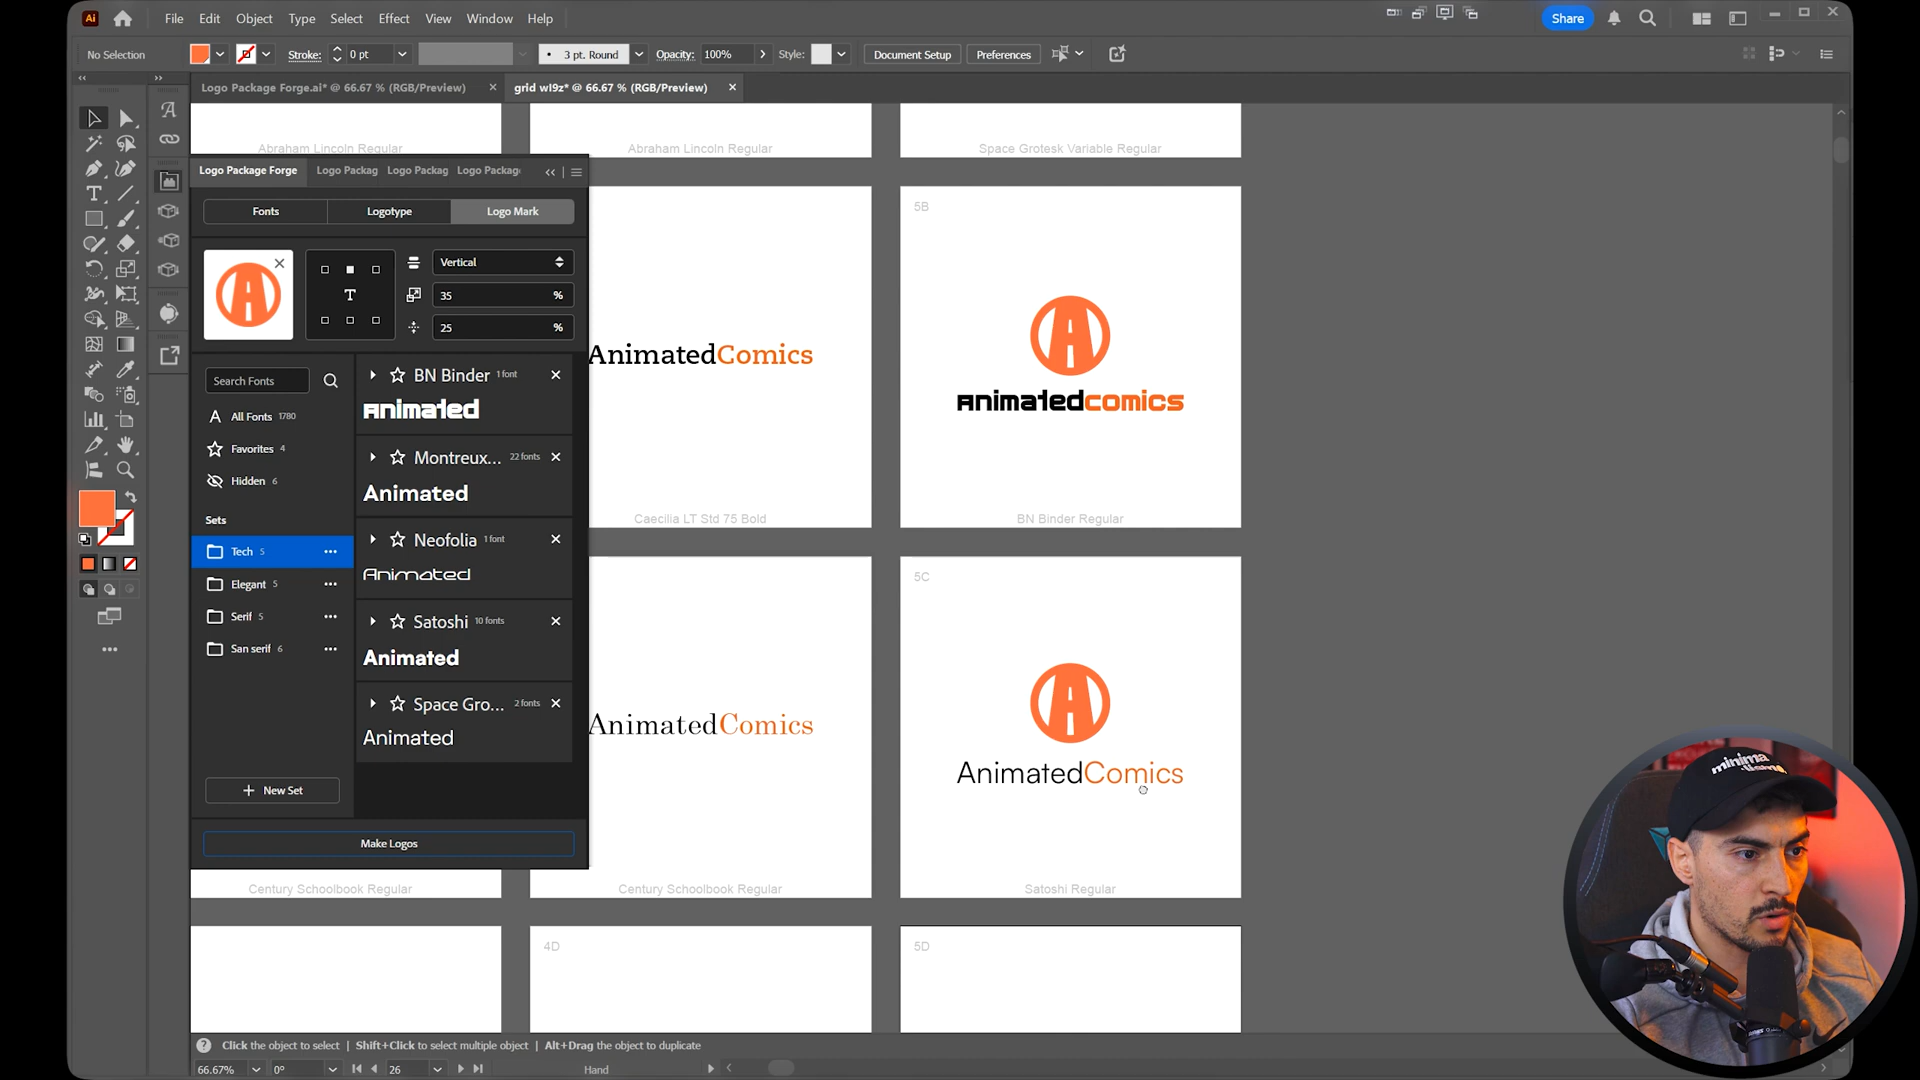 Ai File Edit Object Type Select Effect View Window Help
Share
No Selection Stroke: 0 pt 3 pt. Round Opacity: 100% Style: Document Setup Preferences
Logo Package Forge.ai* @ 66.67 % (RGB/Preview) × grid wl9z* @ 66.67 % (RGB/Preview) ×
Abraham Lincoln Regular
Abraham Lincoln Regular
Space Grotesk Variable Regular
Logo Package Forge Logo Packag Logo Packag Logo Package
Fonts Logotype Logo Mark
Vertical
35 %
25 %
T
Search Fonts
All Fonts 1780
Favorites 4
Hidden 6
Sets
Tech 5
Elegant 5
Serif 5
San serif 6
+ New Set
BN Binder 1 font
Animated
Montreux... 22 fonts
Animated
Neofolia 1 font
Animated
Satoshi 10 fonts
Animated
Space Gro... 2 fonts
Animated
Make Logos
AnimatedComics
Caecilia LT Std 75 Bold
5B
A
Animatedcomics
BN Binder Regular
AnimatedComics
Century Schoolbook Regular
Century Schoolbook Regular
5C
A
AnimatedComics
Satoshi Regular
4D
5D
minima
Click the object to select | Shift+Click to select multiple object | Alt+Drag the object to duplicate
66.67% 0° 26 Hand